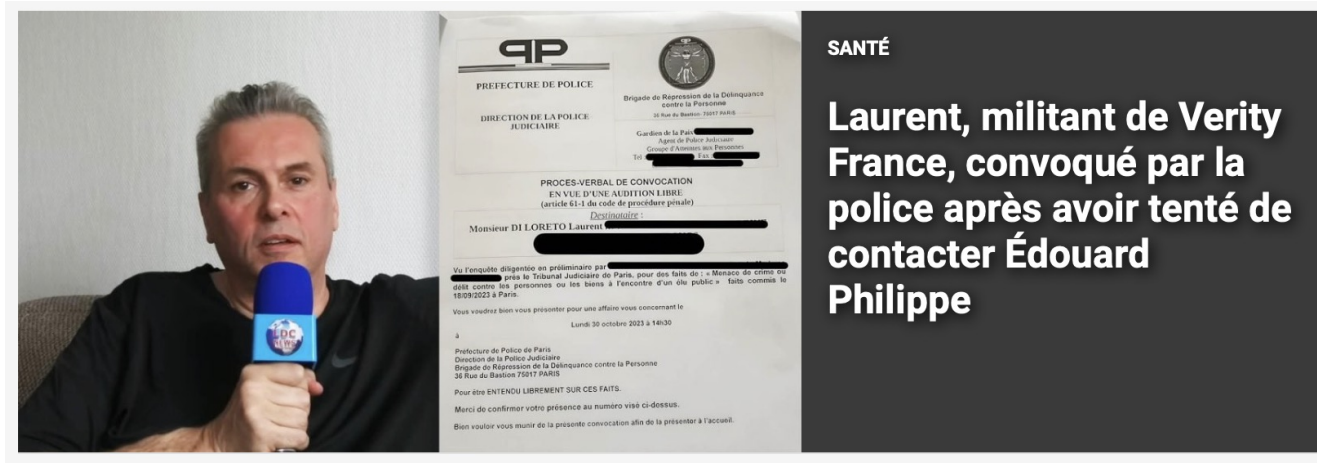 LDC
NEWS
PREFECTURE DE POLICE
DIRECTION DE LA POLICE
JUDICIAIRE
Brigade de Répression de la Délinquance
contre la Personne
36 Rue du Bastion 75017 PARIS
Gardien de la Paix
Agent de Police Judiciaire
Groupe d'Atteintes aux Personnes
Tél : Fax :
PROCES-VERBAL DE CONVOCATION
EN VUE D'UNE AUDITION LIBRE
(article 61-1 du code de procédure pénale)
Destinataire :
Monsieur DI LORETO Laurent
Vu l'enquête diligentée en préliminaire par
près le Tribunal Judiciaire de Paris, pour des faits de : « Menace de crime ou
délit contre les personnes ou les biens à l'encontre d'un élu public » faits commis le
18/09/2023 à Paris.
Vous voudrez bien vous présenter pour une affaire vous concernant le
Lundi 30 octobre 2023 à 14h30
à
Préfecture de Police de Paris
Direction de la Police Judiciaire
Brigade de Répression de la Délinquance contre la Personne
36 Rue du Bastion 75017 PARIS
Pour être ENTENDU LIBREMENT SUR CES FAITS.
Merci de confirmer votre présence au numéro visé ci-dessus.
Bien vouloir vous munir de la présente convocation afin de la présenter à l'accueil.
SANTÉ
Laurent, militant de Verity
France, convoqué par la
police après avoir tenté de
contacter Édouard
Philippe